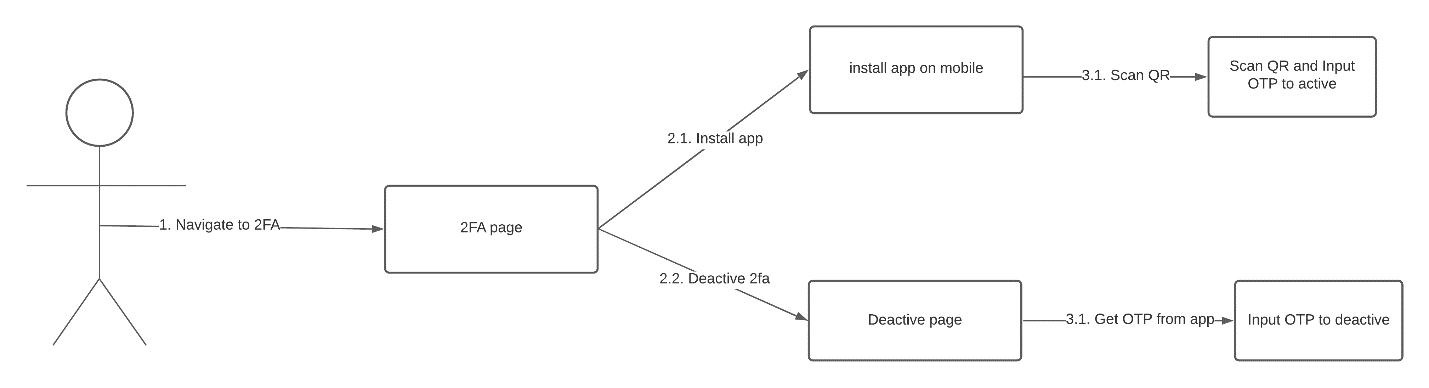 1. Navigate to 2FA
2FA page
2.1. Install app
install app on mobile
3.1. Scan QR
Scan QR and Input
OTP to active
2.2. Deactive 2fa
Deactive page
3.1. Get OTP from app
Input OTP to deactive